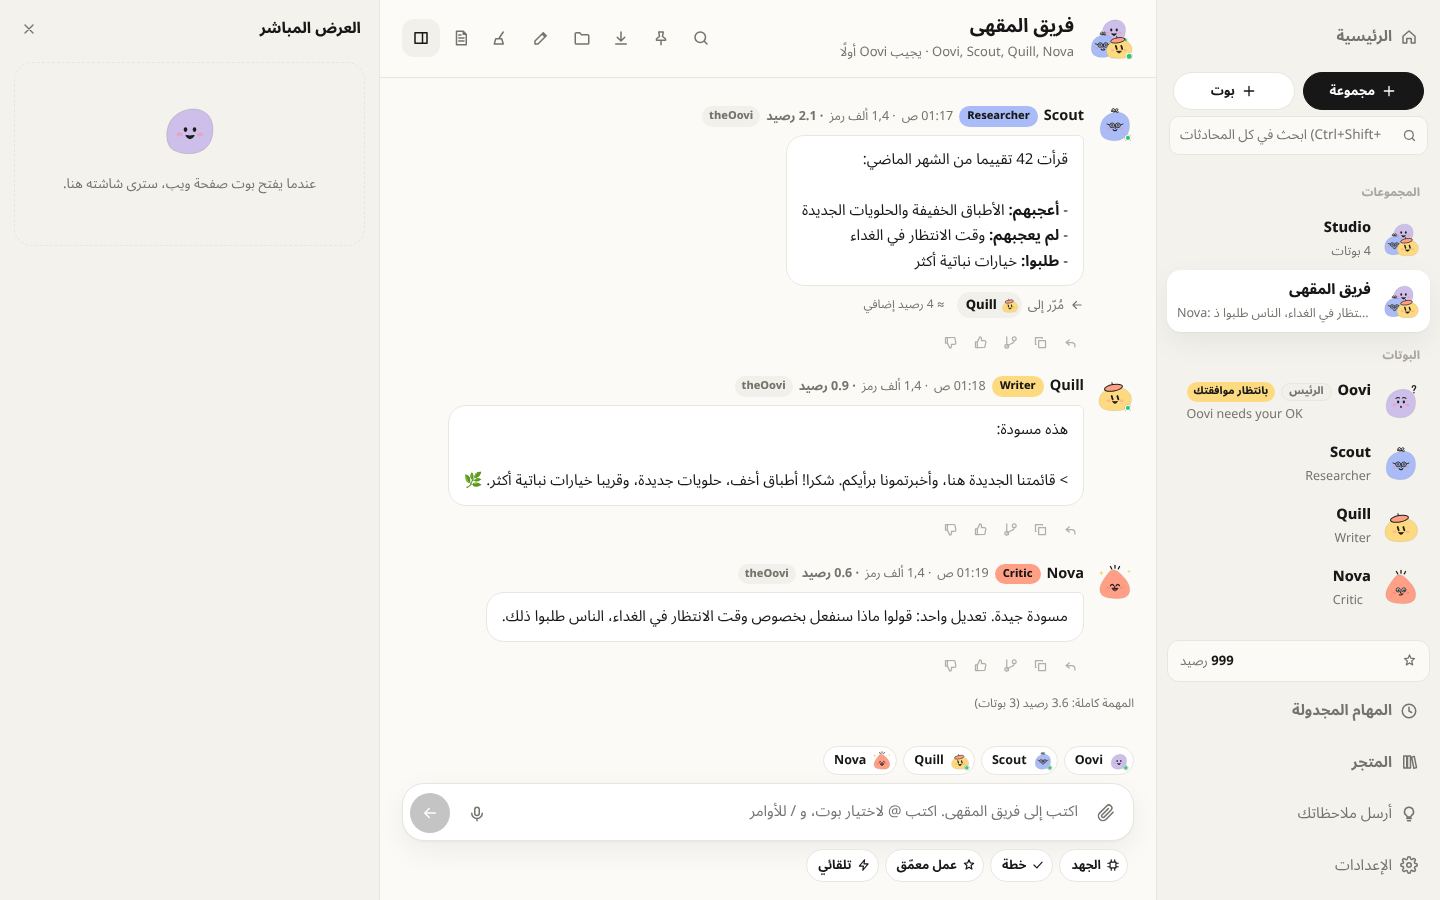 الرئيسية
مجموعة
بوت
ابحث في كل المحادثات (Ctrl+Shift+
المجموعات
Studio
4 بوتات
فريق المقهى
Nova: تظار في الغداء، الناس طلبوا ذ...
البوتات
Oovi الرئيس بانتظار موافقتك
Oovi needs your OK
Scout
Researcher
Quill
Writer
Nova
Critic
999 رصيد
المهام المجدولة
المتجر
أرسل ملاحظاتك
الإعدادات
فريق المقهى
Oovi, Scout, Quill, Nova · يجيب Oovi أولًا
Scout Researcher 01:17 ص · 1,4 ألف رمز · 2.1 رصيد theOovi
قرأت 42 تقييما من الشهر الماضي:
- أعجبهم: الأطباق الخفيفة والحلويات الجديدة
- لم يعجبهم: وقت الانتظار في الغداء
- طلبوا: خيارات نباتية أكثر
← مُرّر إلى Quill ≈ 4 رصيد إضافي
Quill Writer 01:18 ص · 1,4 ألف رمز · 0.9 رصيد theOovi
هذه مسودة:
> قائمتنا الجديدة هنا، وأخبرتمونا برأيكم. شكرا! أطباق أخف، حلويات جديدة، وقريبا خيارات نباتية أكثر. 🌿
Nova Critic 01:19 ص · 1,4 ألف رمز · 0.6 رصيد theOovi
مسودة جيدة. تعديل واحد: قولوا ماذا سنفعل بخصوص وقت الانتظار في الغداء، الناس طلبوا ذلك.
المهمة كاملة: 3.6 رصيد (3 بوتات)
Oovi Scout Quill Nova
اكتب إلى فريق المقهى. اكتب @ لاختيار بوت، و / للأوامر
الجهد
خطة
عمل معمّق
تلقائي
العرض المباشر
عندما يفتح بوت صفحة ويب، سترى شاشته هنا.